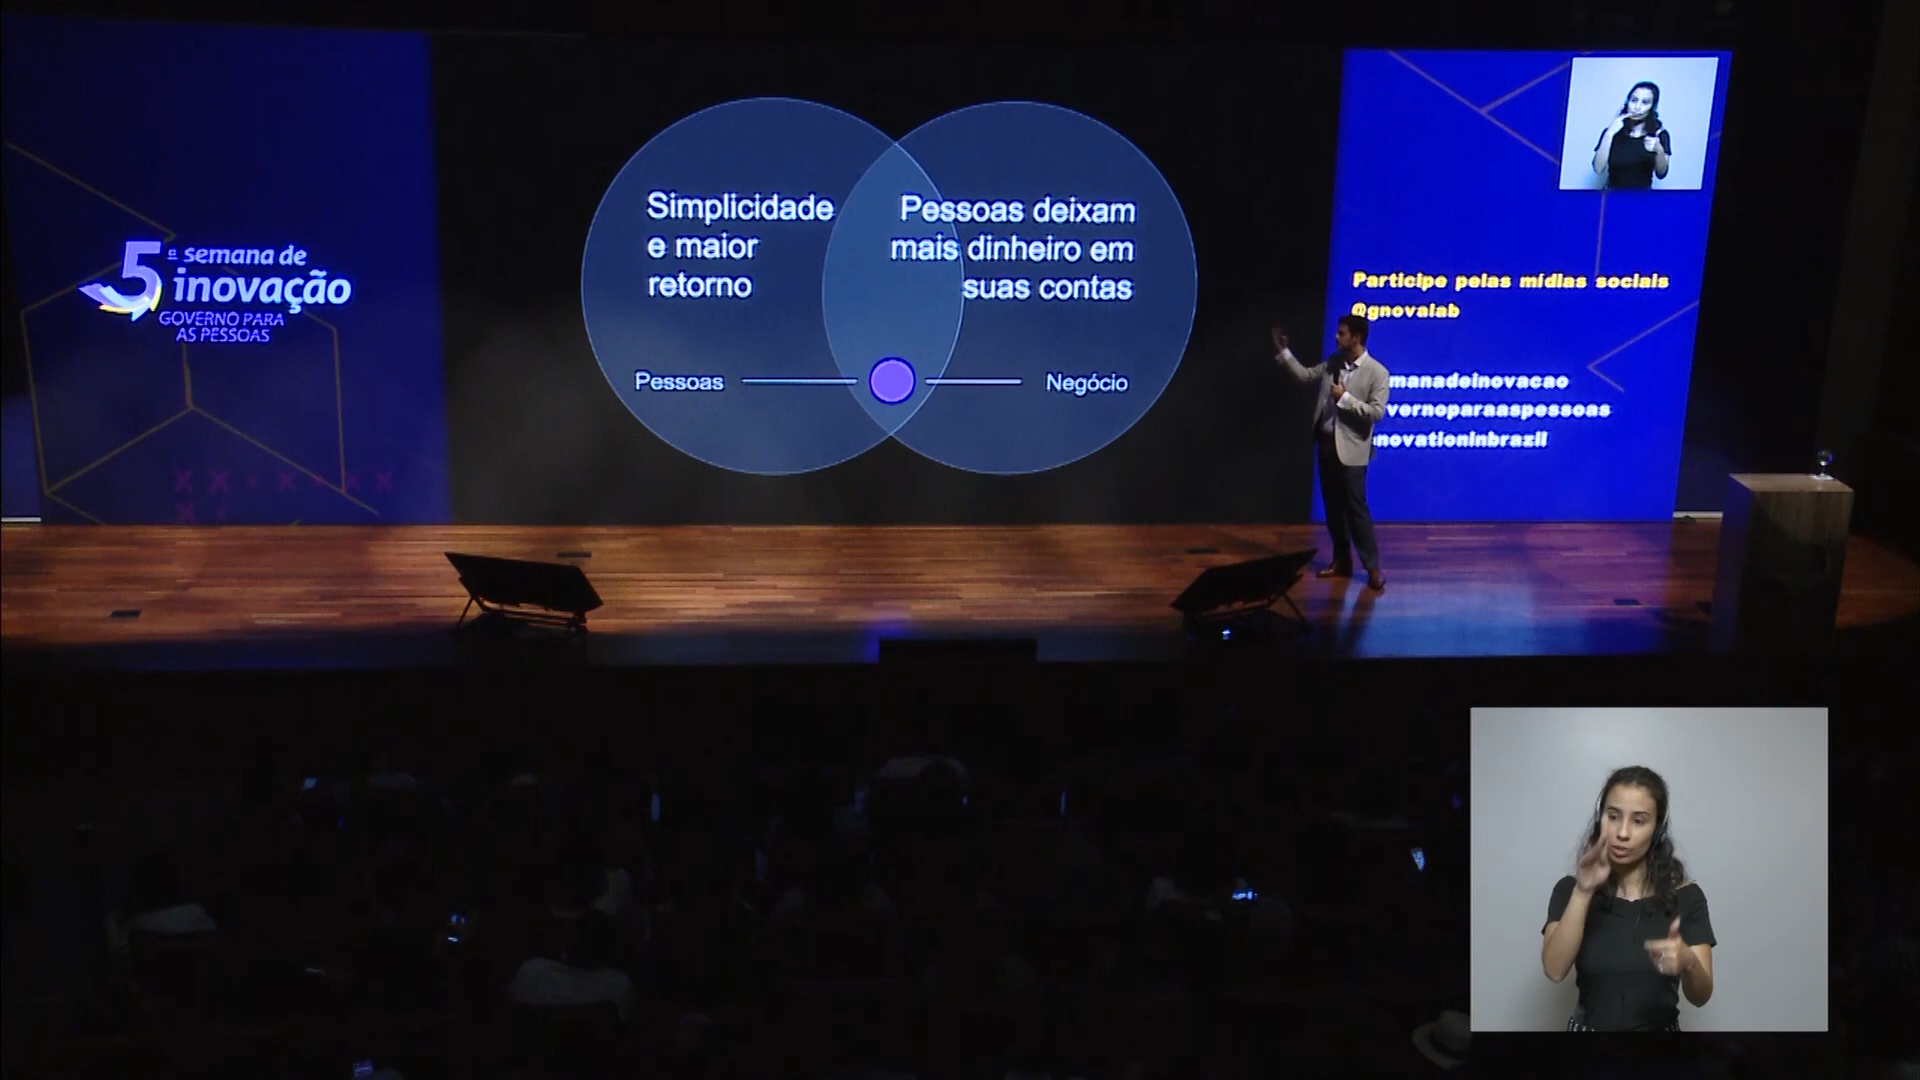 5ª semana de
inovação
GOVERNO PARA
AS PESSOAS
Simplicidade
e maior
retorno
Pessoas deixam
mais dinheiro em
suas contas
Pessoas
Negócio
Participe pelas mídias sociais
@gnovalab
manadeinovacao
vernoparaaspessoas
novationinbrazil